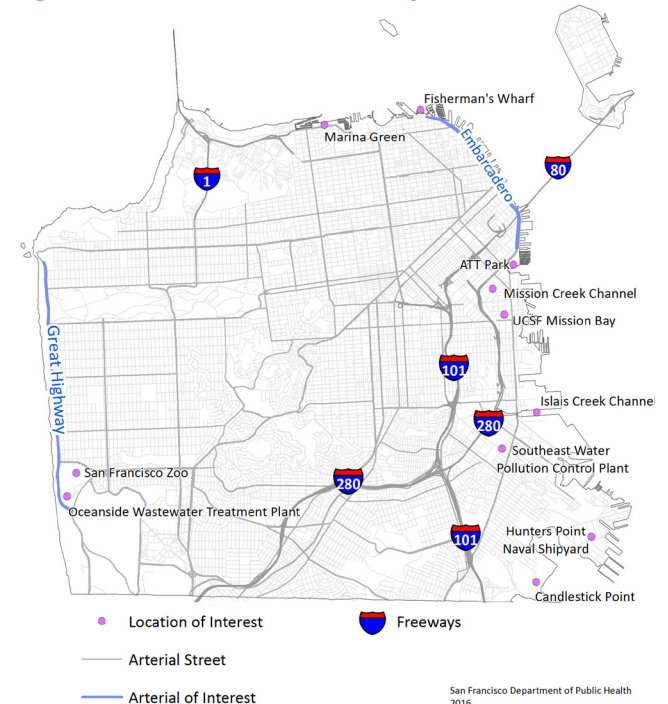 Fisherman's Wharf
Marina Green
Embarcadero
80
1
ATT Park
Mission Creek Channel
UCSF Mission Bay
Great Highway
101
Islais Creek Channel
280
Southeast Water
Pollution Control Plant
San Francisco Zoo
280
Oceanside Wastewater Treatment Plant
Hunters Point
Naval Shipyard
101
Candlestick Point
Location of Interest
Freeways
Arterial Street
Arterial of Interest
San Francisco Department of Public Health
2016